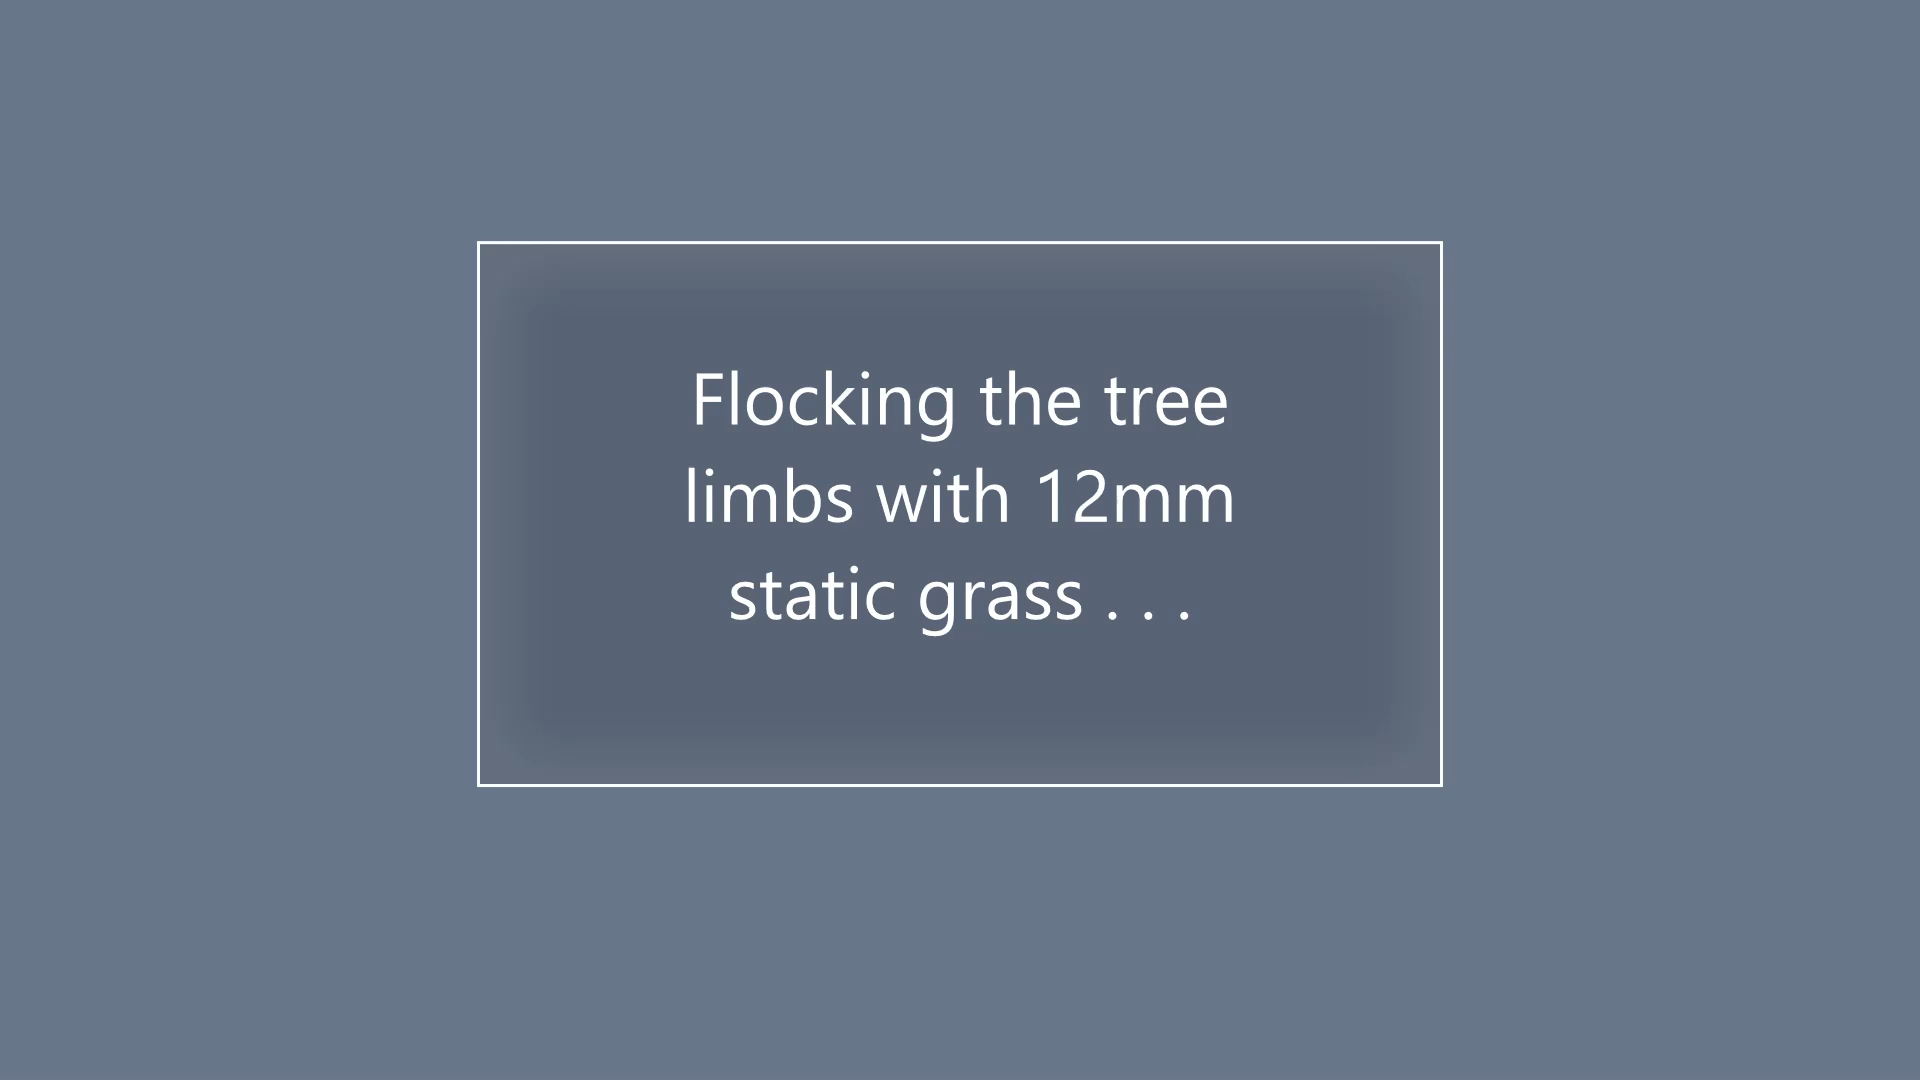 Flocking the tree
limbs with 12mm
static grass . . .